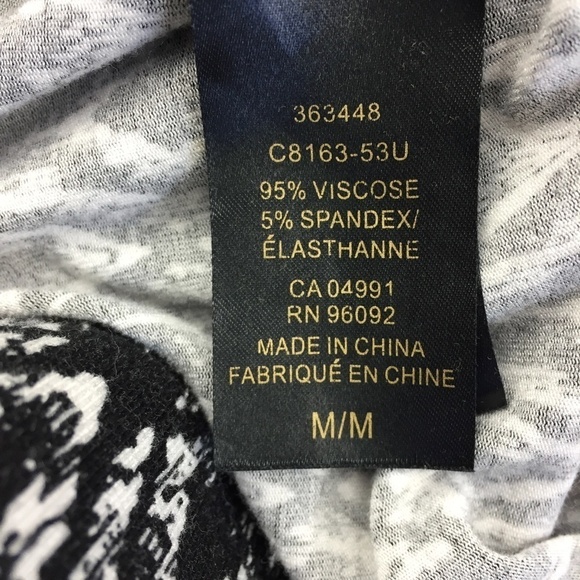 363448
C8163-53U
95% VISCOSE
5% SPANDEX/
ÉLASTHANNE
CA 04991
RN 96092
MADE IN CHINA
FABRIQUÉ EN CHINE
M/M